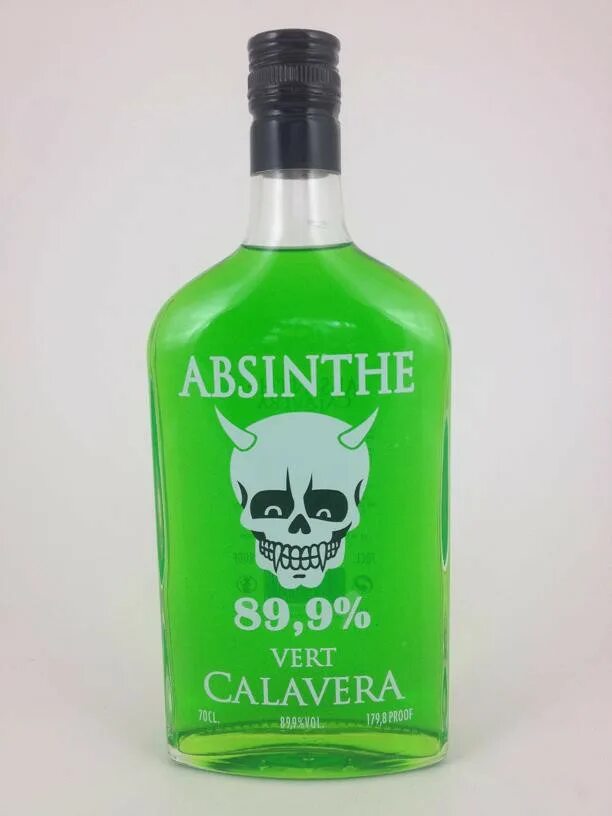 ABSINTHE
89,9%
VERT
CALAVERA
70CL. 89,9%VOL. 179,8 PROOF